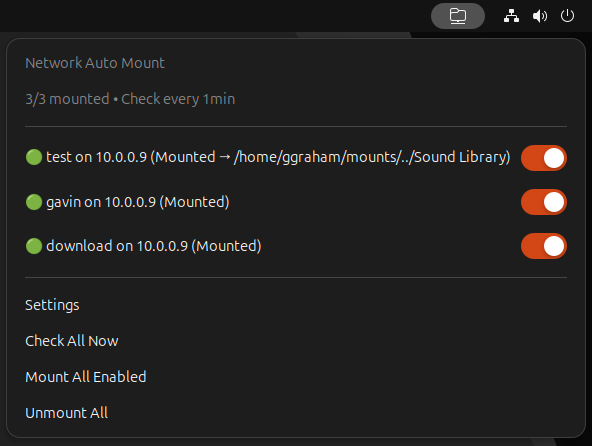 Network Auto Mount
3/3 mounted • Check every 1min
test on 10.0.0.9 (Mounted → /home/ggraham/mounts/../Sound Library)
gavin on 10.0.0.9 (Mounted)
download on 10.0.0.9 (Mounted)
Settings
Check All Now
Mount All Enabled
Unmount All